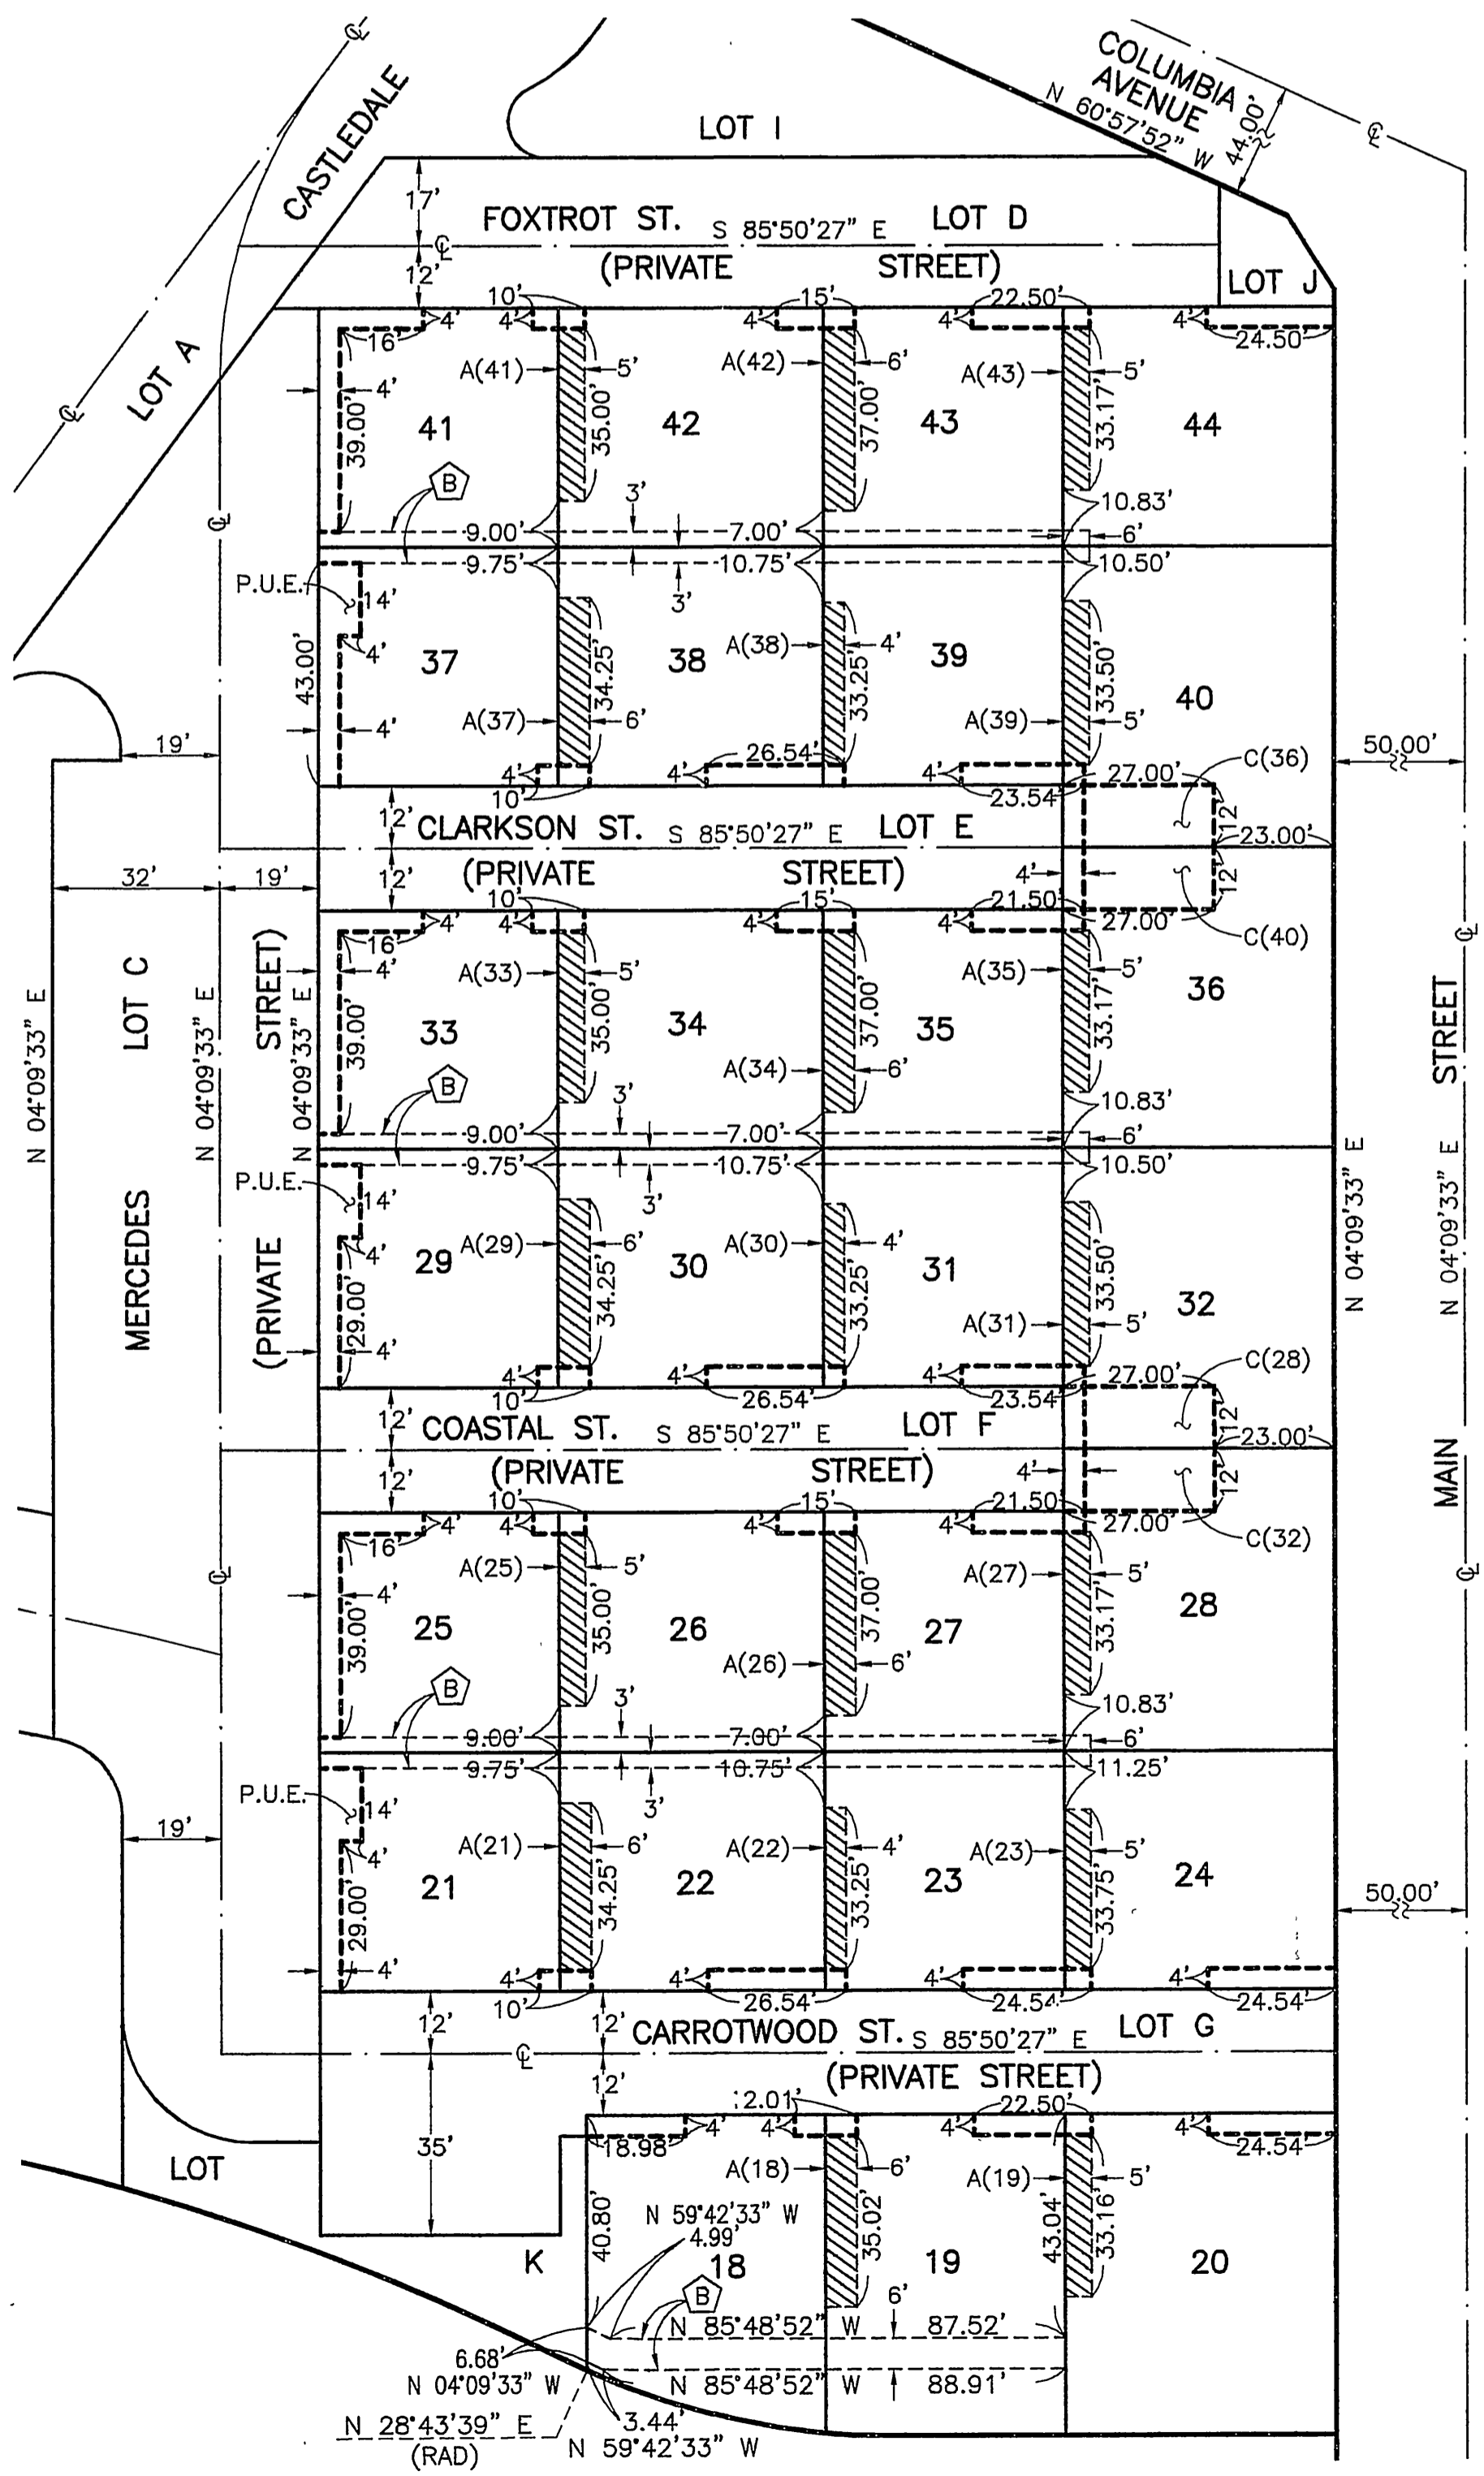 COLUMBIA
AVENUE
N 60°57'52" W
44.00'
℄
℄
CASTLEDALE
LOT I
17'
FOXTROT ST. S 85°50'27" E LOT D
℄
12'
(PRIVATE STREET)
LOT J
LOT A
℄
10' 15' 22.50'
4' 4' 4' 4' 4'
16' 24.50'
A(41) 5' A(42) 6' A(43) 5'
4'
39.00' 35.00' 37.00' 33.17'
41 42 43 44
B
℄
3' 10.83'
9.00' 7.00' 6'
9.75' 10.75' 10.50'
3'
P.U.E. 14'
4'
43.00' 34.25' 33.25' 33.50'
37 38 A(38) 4' 39 40
A(37) 6' A(39) 5'
4'
19' 50.00'
26.54' 27.00' C(36)
4' 4' 4'
10' 23.54'
12' 12'
CLARKSON ST. S 85°50'27" E LOT E 23.00'
12' (PRIVATE STREET) 4' 12'
32' 19'
10' 15' 21.50' 27.00' C(40)
4' 4' 4' 4'
16'
A(33) 5' A(35) 5'
4'
39.00' 35.00' 37.00' 33.17'
33 34 35 36
A(34) 6'
B
3' 10.83'
9.00' 7.00' 6'
9.75' 10.75' 10.50'
3'
N 04°09'33" E
LOT C
MERCEDES
N 04°09'33" E
STREET)
(PRIVATE
N 04°09'33" E
℄
STREET
MAIN
N 04°09'33" E
N 04°09'33" E
P.U.E. 14'
4'
A(29) 6' A(30) 4'
29 30 31 32
29.00' 34.25' 33.25' 33.50'
A(31) 5'
4'
27.00' C(28)
4' 4' 4'
10' 26.54' 23.54'
12' 12'
COASTAL ST. S 85°50'27" E LOT F 23.00'
12' (PRIVATE STREET) 4' 12'
10' 15' 21.50' 27.00' C(32)
4' 4' 4' 4'
16'
A(25) 5' A(27) 5'
℄
℄
4'
39.00' 35.00' 37.00' 33.17'
25 26 27 28
A(26) 6'
B
3' 10.83'
9.00' 7.00' 6'
9.75' 10.75' 11.25'
3'
P.U.E. 14'
4'
19'
A(21) 6' A(22) 4' A(23) 5'
21 22 23 24
29.00' 34.25' 33.25' 33.75'
50.00'
4'
4' 4' 4' 4'
10' 26.54' 24.54' 24.54'
12' 12'
CARROTWOOD ST. S 85°50'27" E LOT G
℄
12' (PRIVATE STREET)
2.01' 22.50'
4' 4' 4' 4'
18.98' 24.54'
35'
LOT
A(18) 6' A(19) 5'
N 59°42'33" W
4.99'
40.80' 35.02' 43.04' 33.16'
K 18 19 20
B
6'
N 85°48'52" W 87.52'
6.68'
N 04°09'33" W
N 85°48'52" W 88.91'
3.44'
N 28°43'39" E
(RAD)
N 59°42'33" W